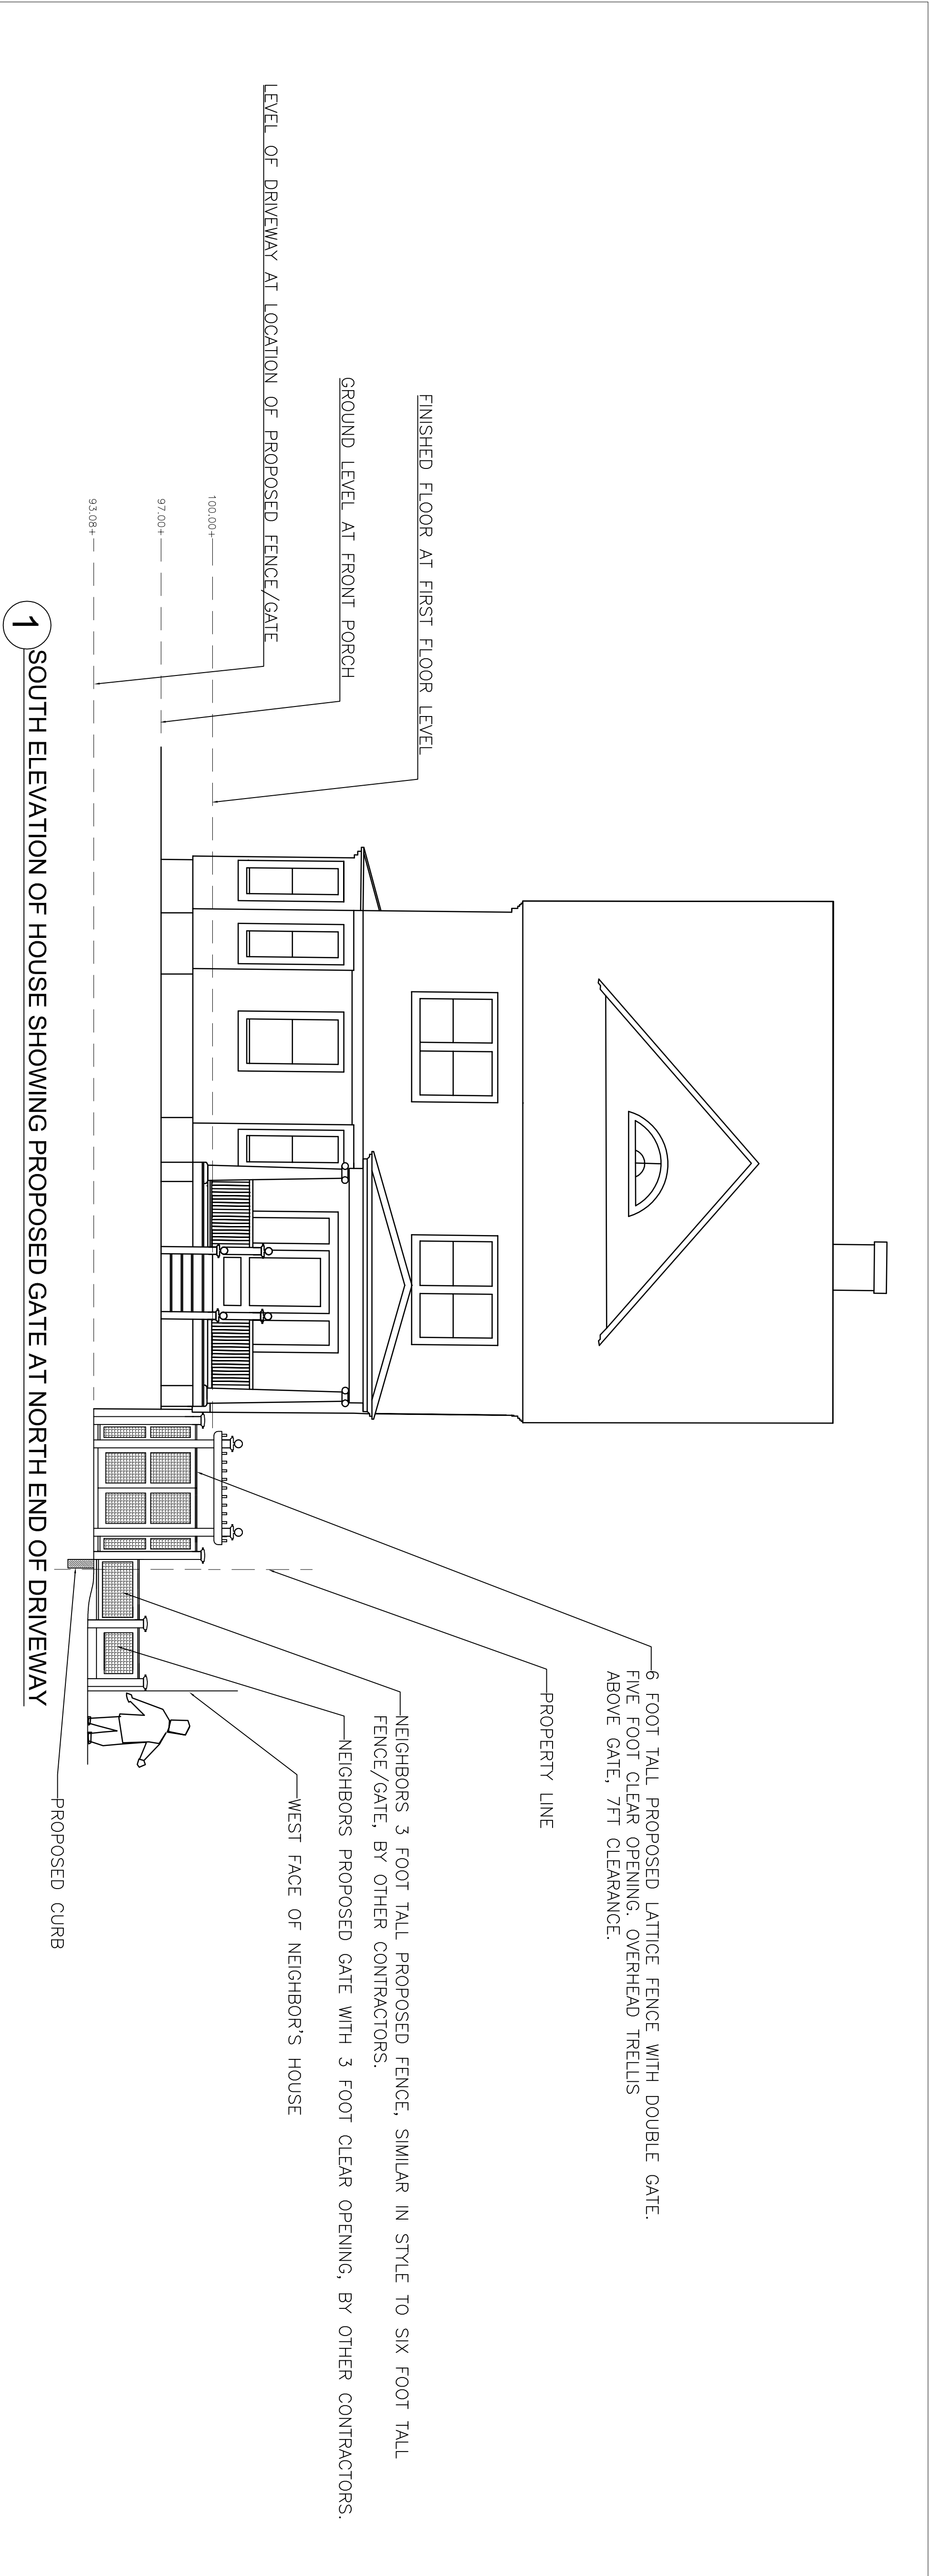 6 FOOT TALL PROPOSED LATTICE FENCE WITH DOUBLE GATE.
FIVE FOOT CLEAR OPENING. OVERHEAD TRELLIS
ABOVE GATE, 7FT CLEARANCE.
PROPERTY LINE
FINISHED FLOOR AT FIRST FLOOR LEVEL
NEIGHBORS 3 FOOT TALL PROPOSED FENCE, SIMILAR IN STYLE TO SIX FOOT TALL
FENCE/GATE, BY OTHER CONTRACTORS.
GROUND LEVEL AT FRONT PORCH
NEIGHBORS PROPOSED GATE WITH 3 FOOT CLEAR OPENING, BY OTHER CONTRACTORS.
WEST FACE OF NEIGHBOR'S HOUSE
LEVEL OF DRIVEWAY AT LOCATION OF PROPOSED FENCE/GATE
100.00+
97.00+
93.08+
PROPOSED CURB
1 SOUTH ELEVATION OF HOUSE SHOWING PROPOSED GATE AT NORTH END OF DRIVEWAY